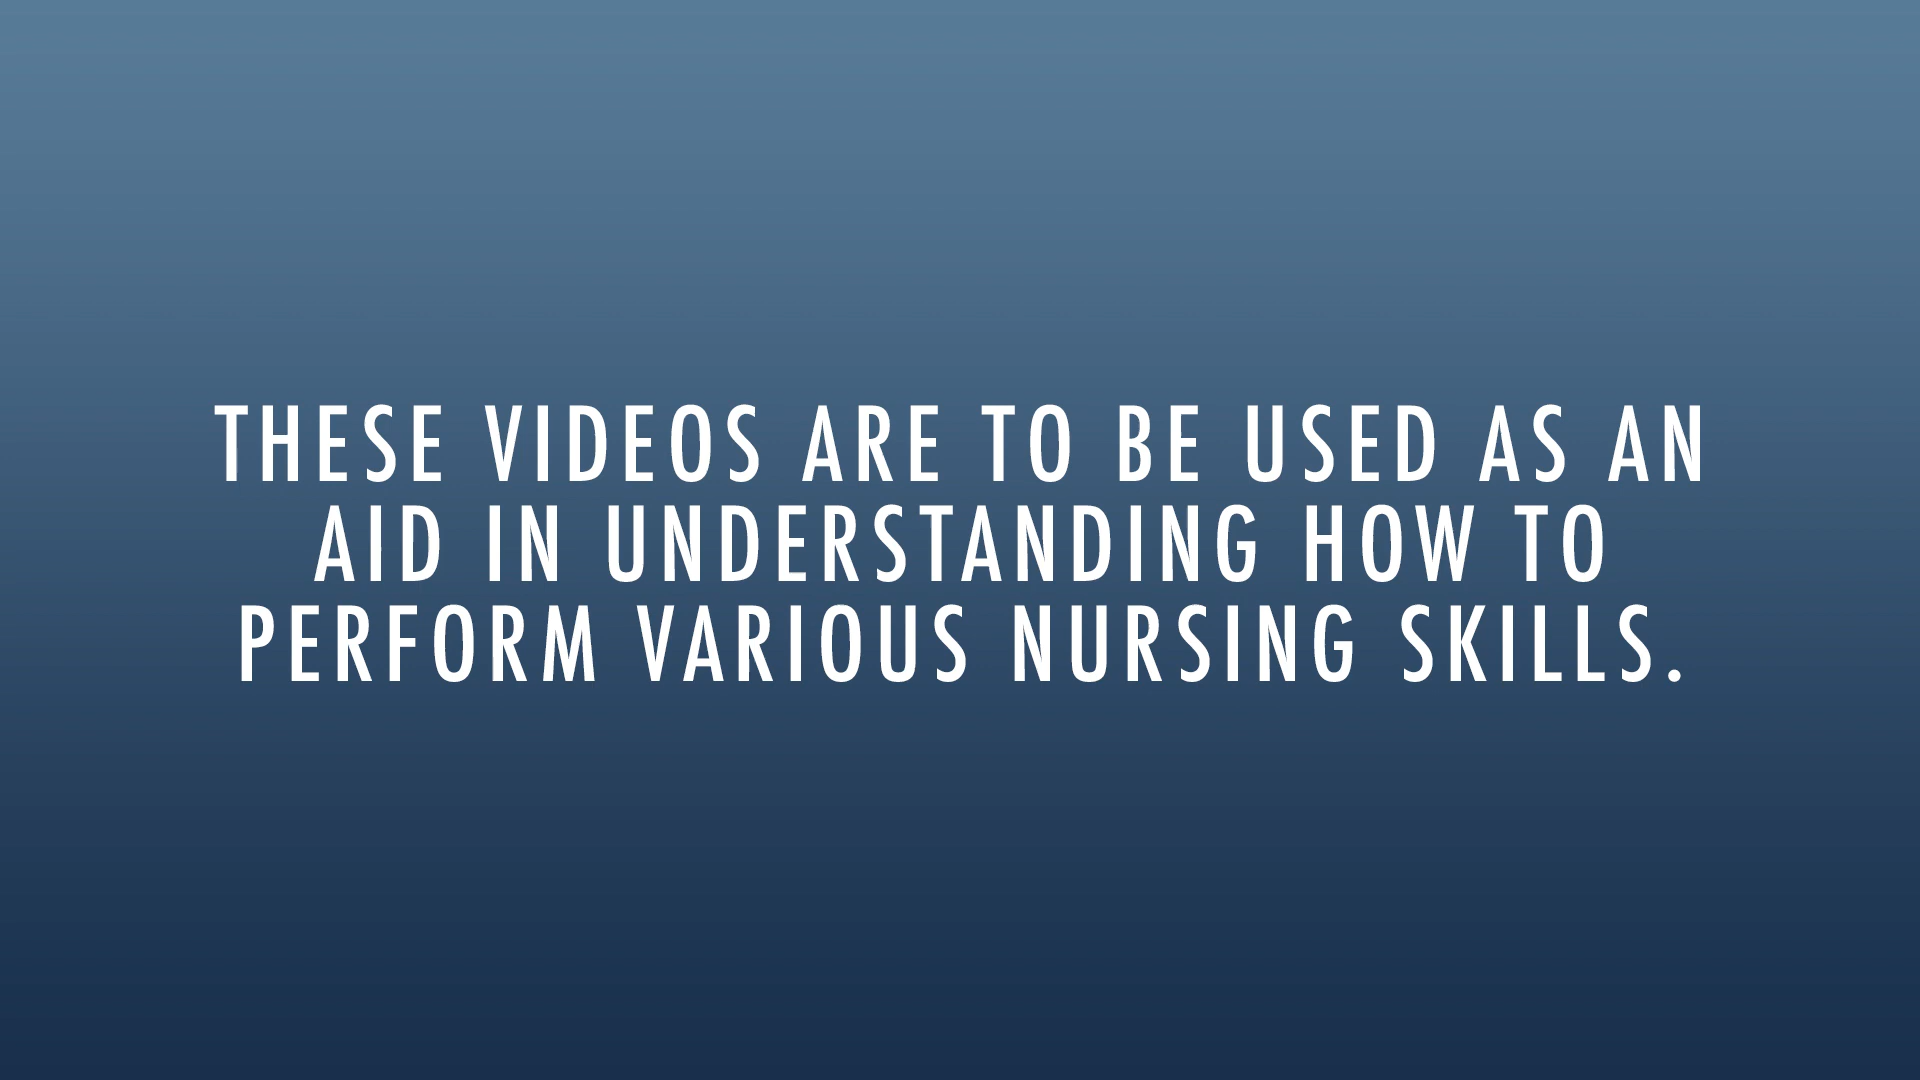 THESE VIDEOS ARE TO BE USED AS AN
AID IN UNDERSTANDING HOW TO
PERFORM VARIOUS NURSING SKILLS.